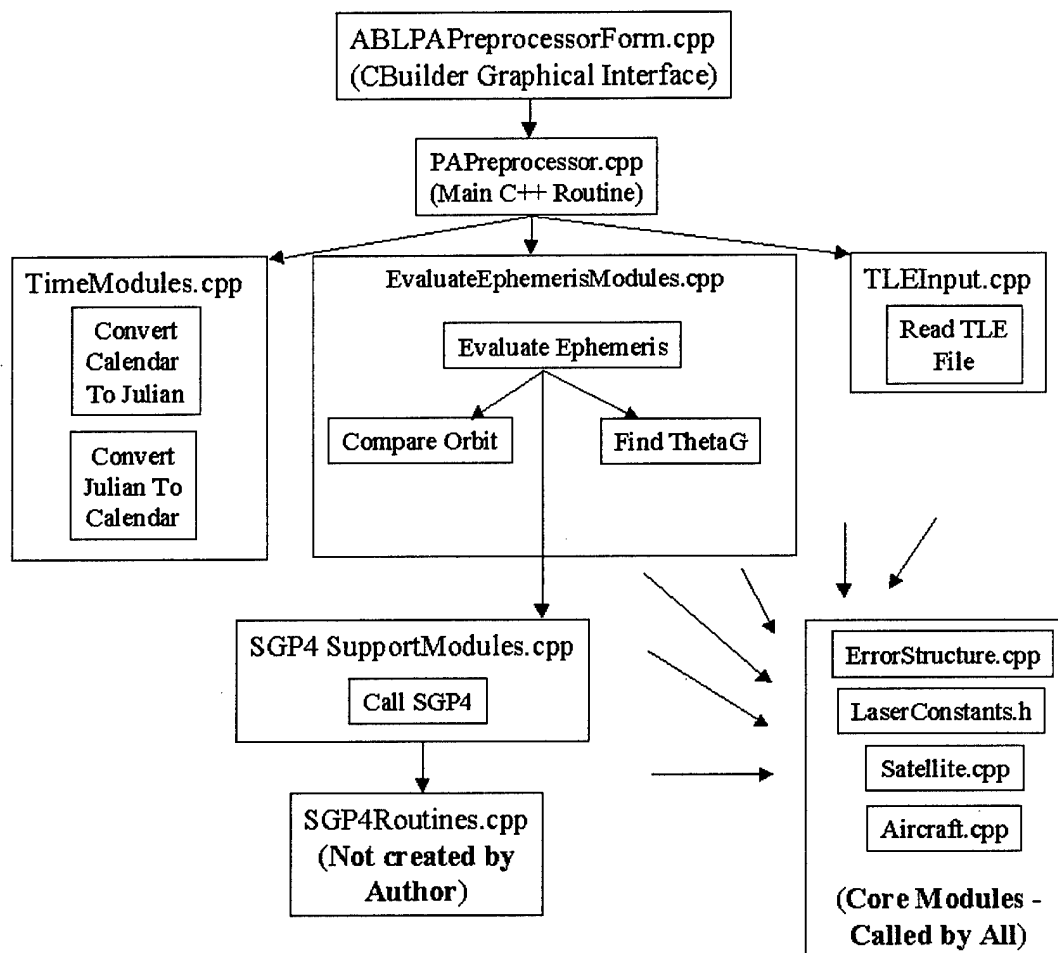 ABLPAPreprocessorForm.cpp
(CBuilder Graphical Interface)
PAPreprocessor.cpp
(Main C++ Routine)
TimeModules.cpp
Convert
Calendar
To Julian
Convert
Julian To
Calendar
EvaluateEphemerisModules.cpp
Evaluate Ephemeris
Compare Orbit
Find ThetaG
TLEInput.cpp
Read TLE
File
SGP4 SupportModules.cpp
Call SGP4
SGP4Routines.cpp
(Not created by
Author)
ErrorStructure.cpp
LaserConstants.h
Satellite.cpp
Aircraft.cpp
(Core Modules -
Called by All)